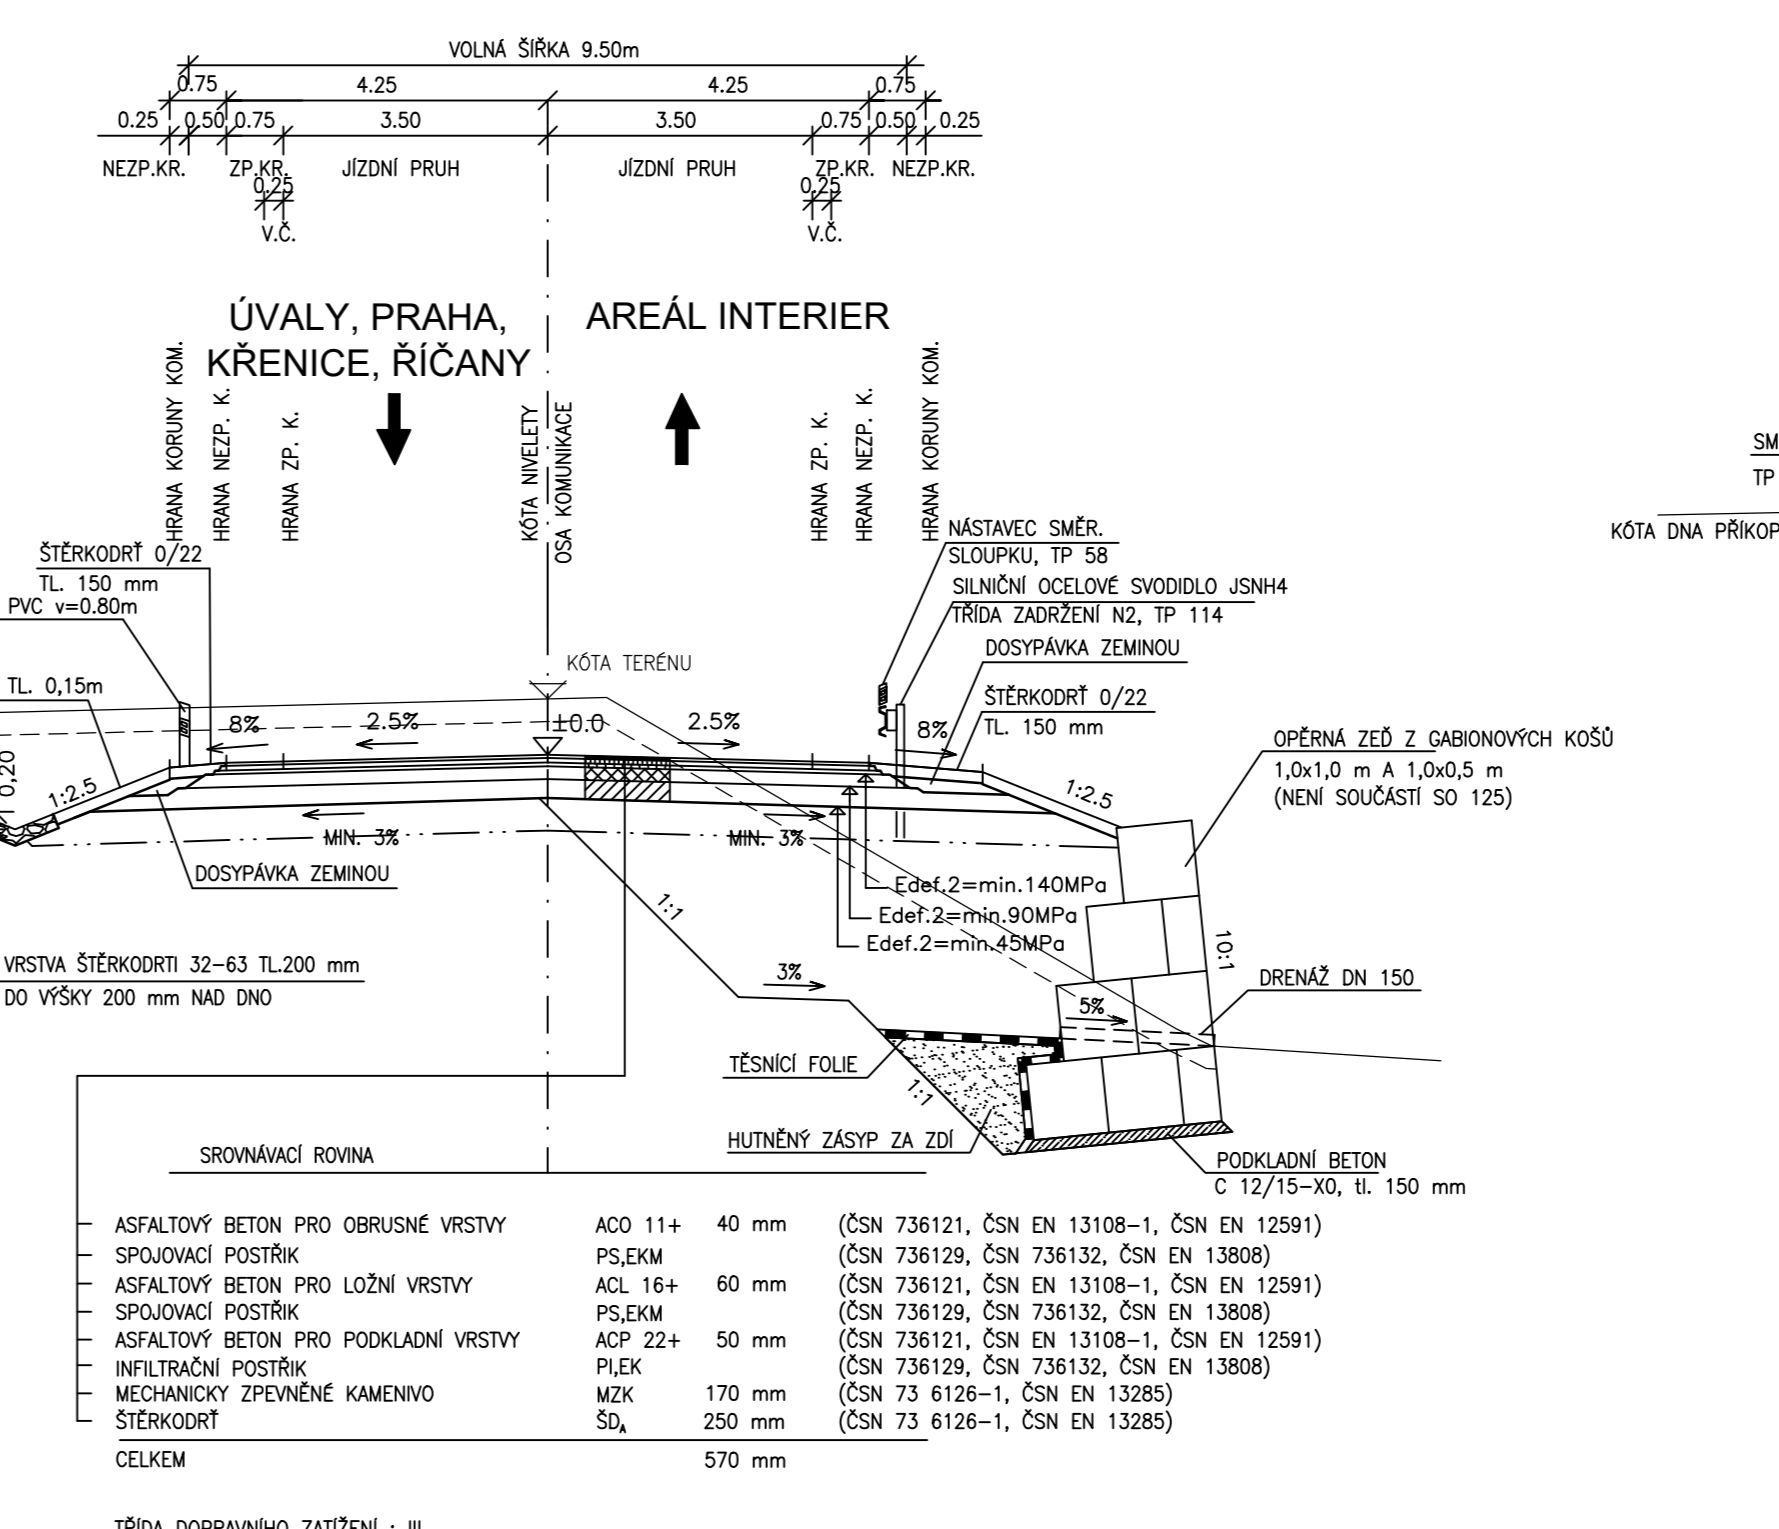 VOLNÁ ŠÍŘKA 9.50m
0.75 4.25 4.25 0.75
0.25 0.50 0.75 3.50 3.50 0.75 0.50 0.25
NEZP.KR. ZP.KR. JÍZDNÍ PRUH JÍZDNÍ PRUH ZP.KR. NEZP.KR.
0.25 0.25
V.Č. V.Č.
ÚVALY, PRAHA,
KŘENICE, ŘÍČANY
AREÁL INTERIER
HRANA KORUNY KOM.
HRANA NEZP. K.
HRANA ZP. K.
KÓTA NIVELETY
OSA KOMUNIKACE
HRANA ZP. K.
HRANA NEZP. K.
HRANA KORUNY KOM.
SM
TP
KÓTA DNA PŘÍKOP
NÁSTAVEC SMĚR.
SLOUPKU, TP 58
ŠTĚRKODRŤ 0/22
TL. 150 mm
PVC v=0.80m
SILNIČNÍ OCELOVÉ SVODIDLO JSNH4
TŘÍDA ZADRŽENÍ N2, TP 114
DOSYPÁVKA ZEMINOU
KÓTA TERÉNU
TL. 0,15m
ŠTĚRKODRŤ 0/22
TL. 150 mm
8% 2.5% ±0.0 2.5% 8%
OPĚRNÁ ZEĎ Z GABIONOVÝCH KOŠŮ
1,0x1,0 m A 1,0x0,5 m
(NENÍ SOUČÁSTÍ SO 125)
0,20
1:2.5
1:2.5
MIN. 3% MIN. 3%
DOSYPÁVKA ZEMINOU
Edef.2=min.140MPa
Edef.2=min.90MPa
Edef.2=min.45MPa
1:1
10:1
VRSTVA ŠTĚRKODRTI 32-63 TL.200 mm
DO VÝŠKY 200 mm NAD DNO
3%
DRENÁŽ DN 150
5%
TĚSNÍCÍ FOLIE
1:1
HUTNĚNÝ ZÁSYP ZA ZDÍ
SROVNÁVACÍ ROVINA
PODKLADNÍ BETON
C 12/15-X0, tl. 150 mm
ASFALTOVÝ BETON PRO OBRUSNÉ VRSTVY ACO 11+ 40 mm (ČSN 736121, ČSN EN 13108-1, ČSN EN 12591)
SPOJOVACÍ POSTŘIK PS,EKM (ČSN 736129, ČSN 736132, ČSN EN 13808)
ASFALTOVÝ BETON PRO LOŽNÍ VRSTVY ACL 16+ 60 mm (ČSN 736121, ČSN EN 13108-1, ČSN EN 12591)
SPOJOVACÍ POSTŘIK PS,EKM (ČSN 736129, ČSN 736132, ČSN EN 13808)
ASFALTOVÝ BETON PRO PODKLADNÍ VRSTVY ACP 22+ 50 mm (ČSN 736121, ČSN EN 13108-1, ČSN EN 12591)
INFILTRAČNÍ POSTŘIK PI,EK (ČSN 736129, ČSN 736132, ČSN EN 13808)
MECHANICKY ZPEVNĚNÉ KAMENIVO MZK 170 mm (ČSN 73 6126-1, ČSN EN 13285)
ŠTĚRKODRŤ ŠDA 250 mm (ČSN 73 6126-1, ČSN EN 13285)
CELKEM 570 mm
TŘÍDA DOPRAVNÍHO ZATÍŽENÍ : III